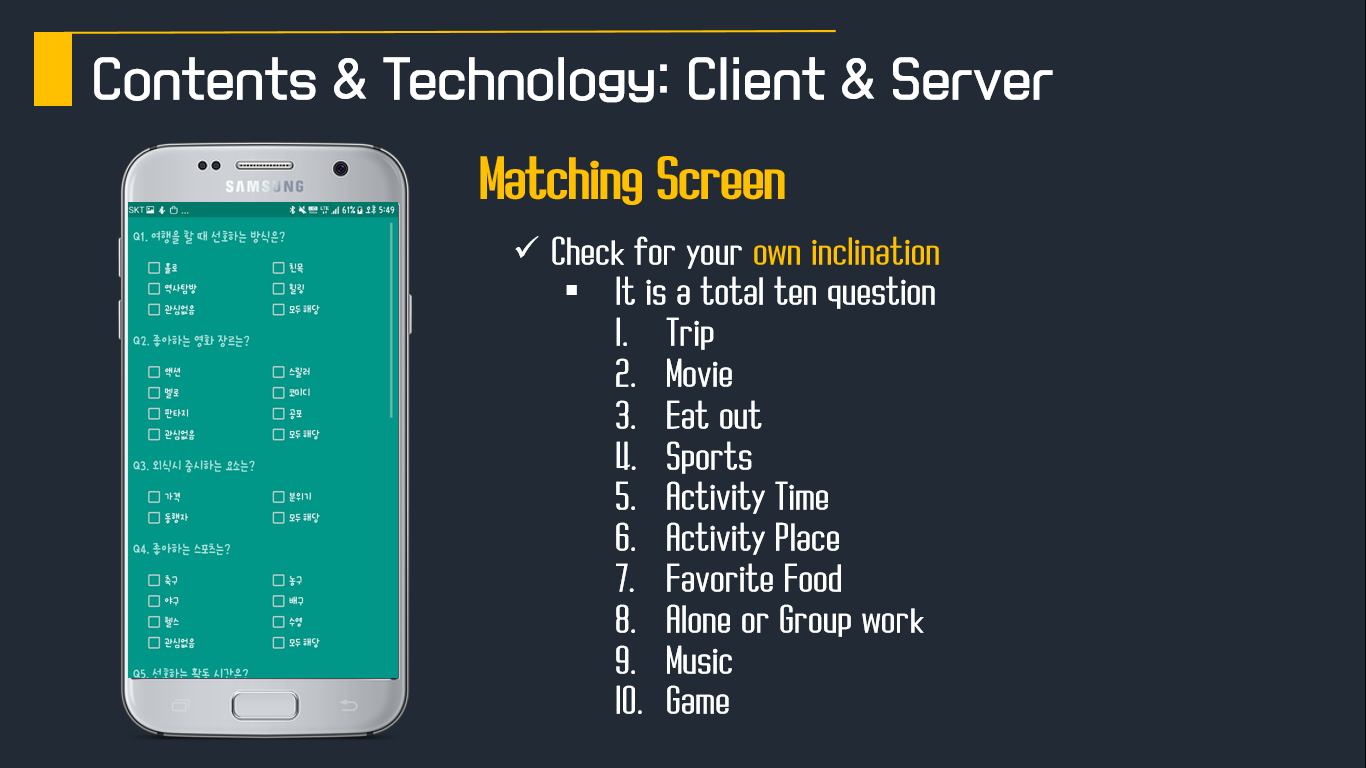 Contents & Technology: Client & Server
SAMSUNG
SKT ... 61% 오후 5:49
Q1. 여행을 할 때 선호하는 방식은?
홀로 친목
역사탐방 힐링
관심없음 모두 해당
Q2. 좋아하는 영화 장르는?
액션 스릴러
멜로 코미디
판타지 공포
관심없음 모두 해당
Q3. 외식시 중시하는 요소는?
가격 분위기
동행자 모두 해당
Q4. 좋아하는 스포츠는?
축구 농구
야구 배구
헬스 수영
관심없음 모두 해당
Q5. 선호하는 활동 시간은?
Matching Screen
Check for your own inclination
It is a total ten question
1. Trip
2. Movie
3. Eat out
4. Sports
5. Activity Time
6. Activity Place
7. Favorite Food
8. Alone or Group work
9. Music
10. Game